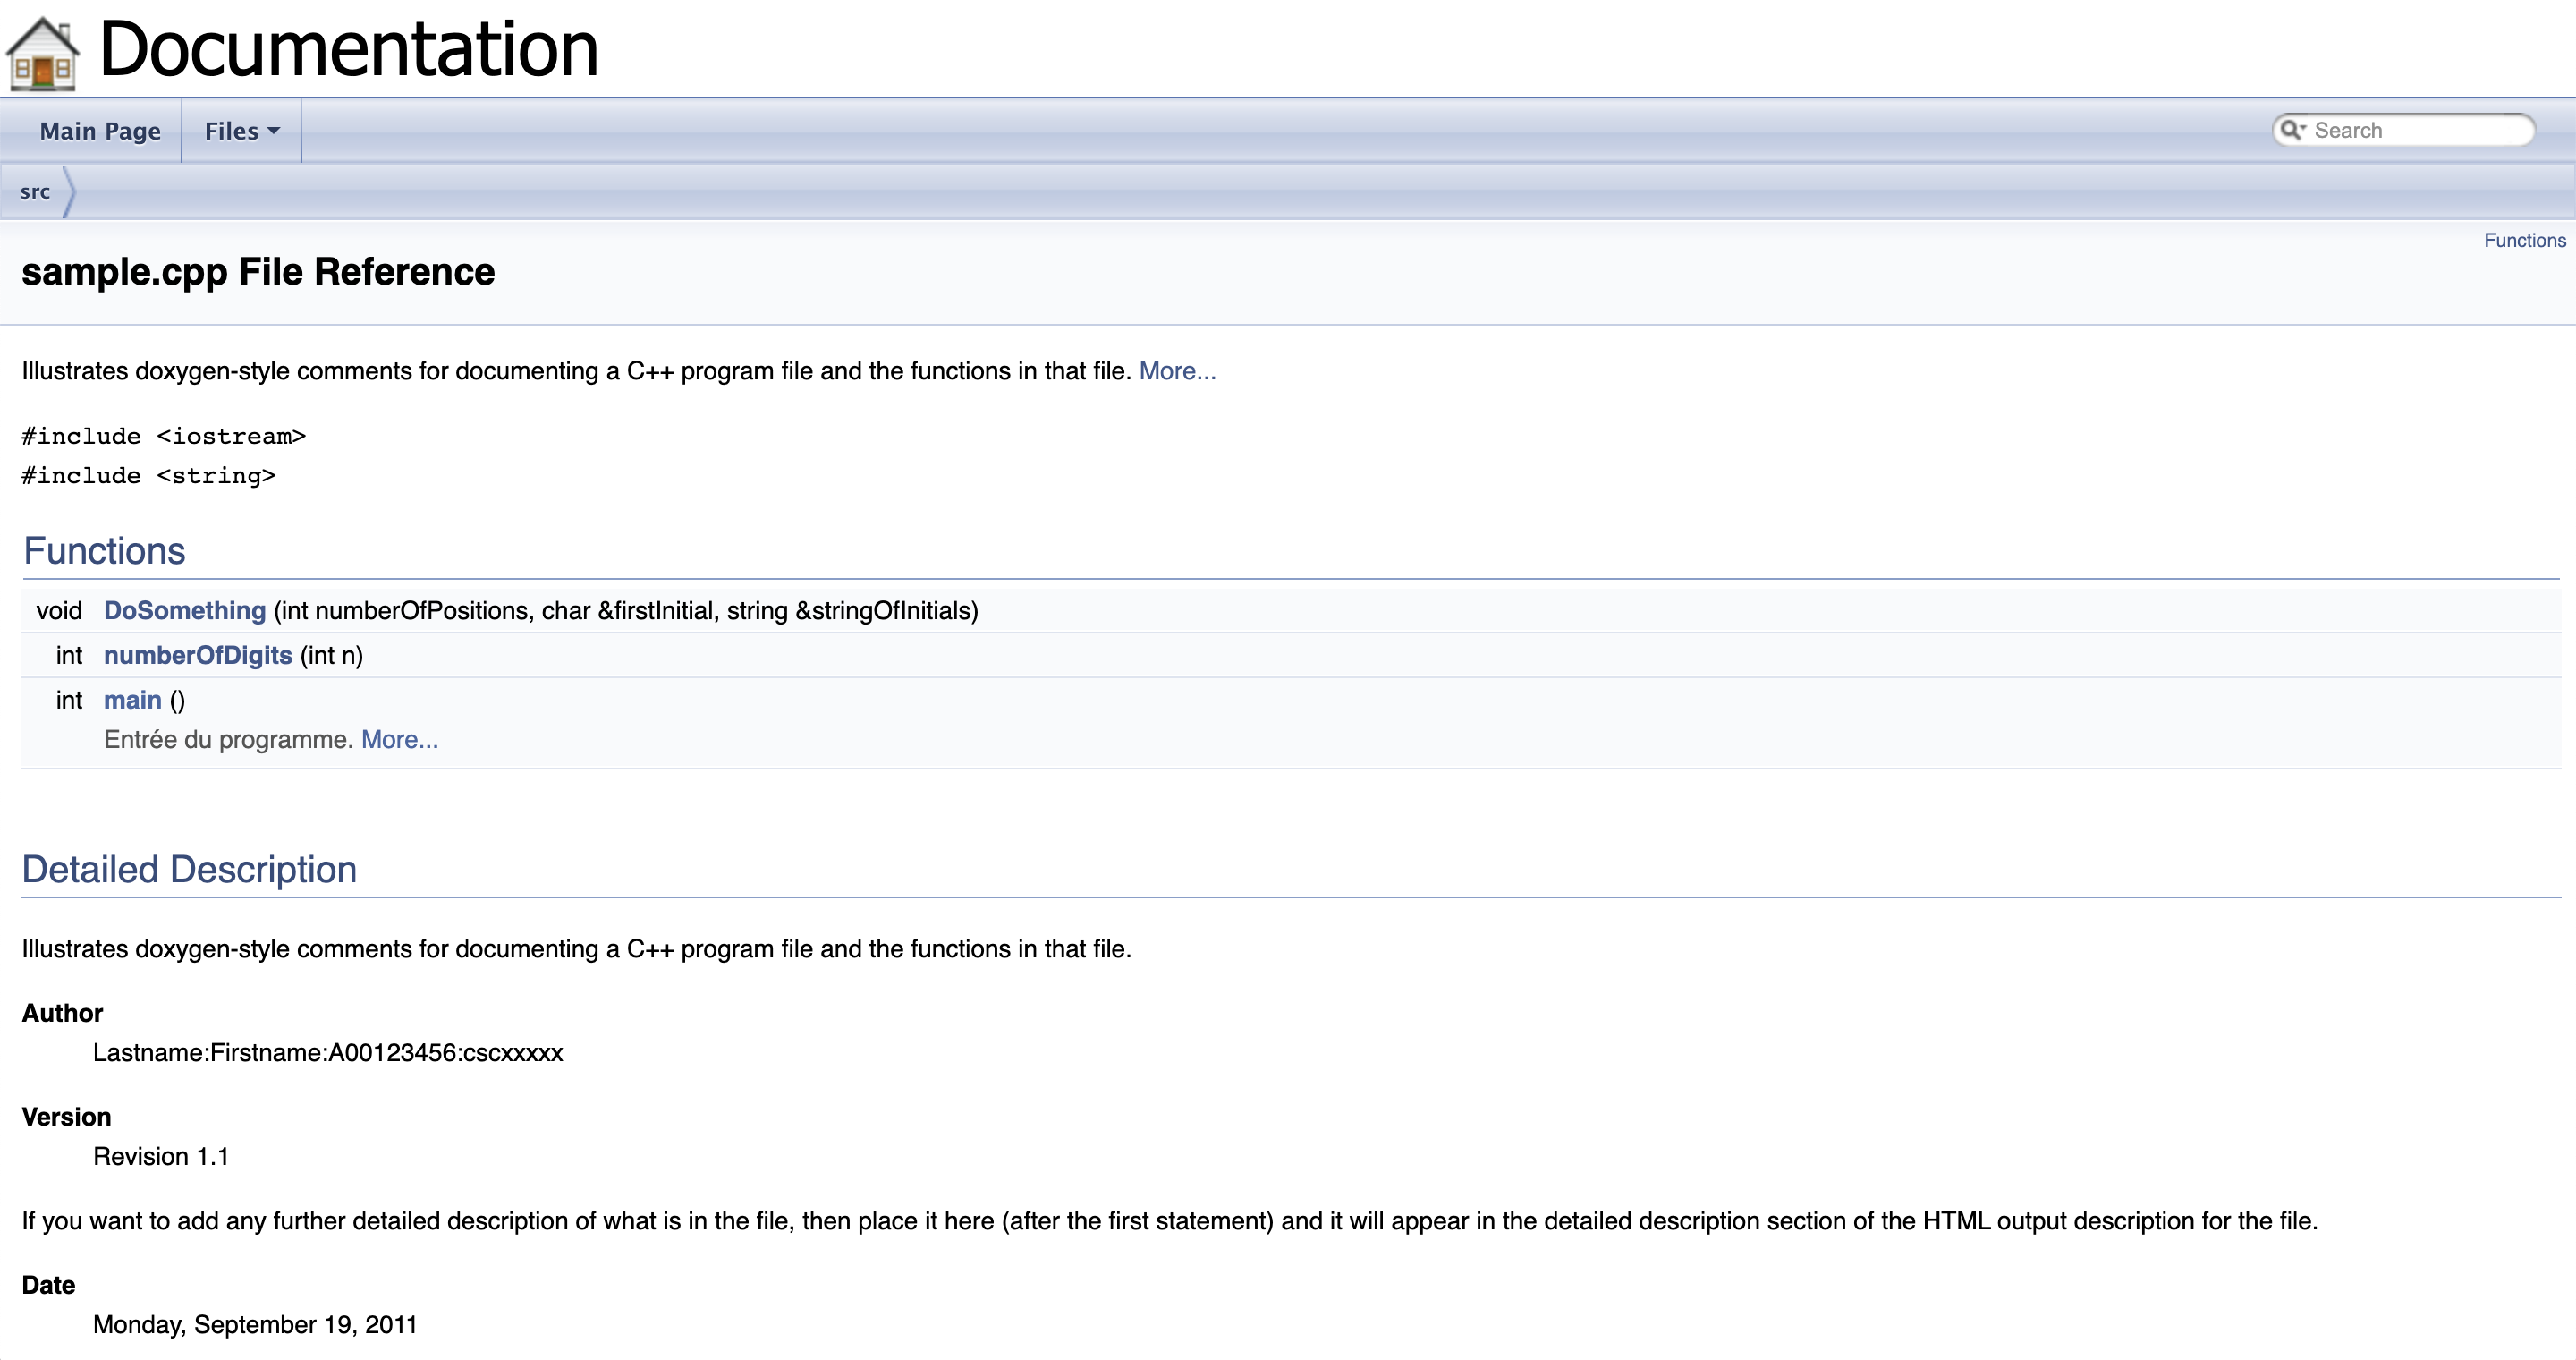 Documentation
Main Page
Files
Search
src
Functions
sample.cpp File Reference
Illustrates doxygen-style comments for documenting a C++ program file and the functions in that file. More...
#include <iostream>
#include <string>
Functions
void DoSomething (int numberOfPositions, char &firstInitial, string &stringOfInitials)
int numberOfDigits (int n)
int main ()
Entrée du programme. More...
Detailed Description
Illustrates doxygen-style comments for documenting a C++ program file and the functions in that file.
Author
Lastname:Firstname:A00123456:cscxxxxx
Version
Revision 1.1
If you want to add any further detailed description of what is in the file, then place it here (after the first statement) and it will appear in the detailed description section of the HTML output description for the file.
Date
Monday, September 19, 2011